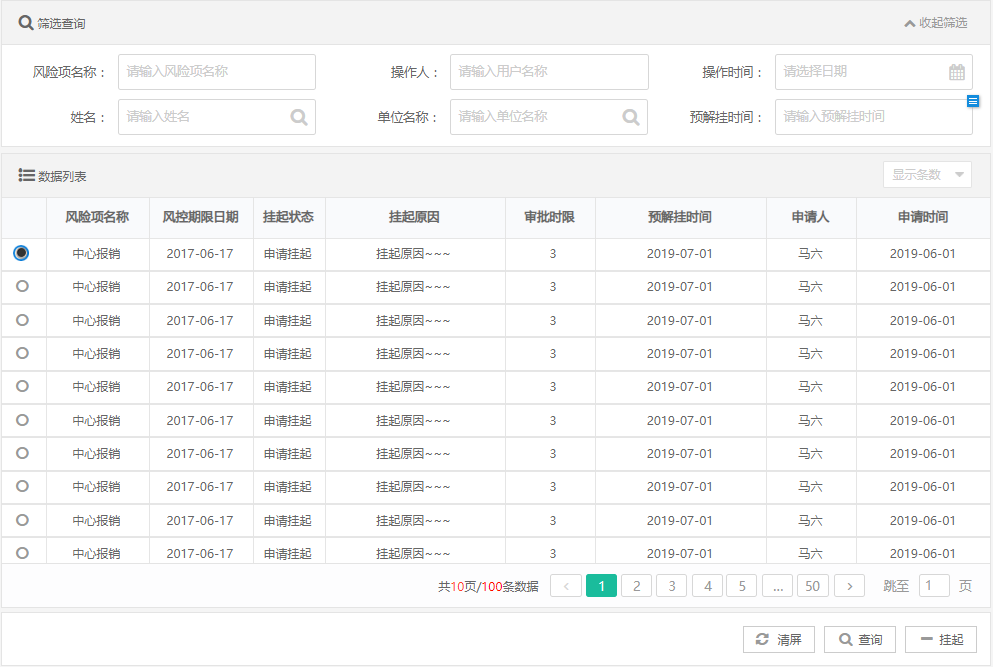 筛选查询 收起筛选
风险项名称： 请输入风险项名称 操作人： 请输入用户名称 操作时间： 请选择日期
姓名： 请输入姓名 单位名称： 请输入单位名称 预解挂时间： 请输入预解挂时间
数据列表 显示条数
风险项名称 风控期限日期 挂起状态 挂起原因 审批时限 预解挂时间 申请人 申请时间
中心报销 2017-06-17 申请挂起 挂起原因~~~ 3 2019-07-01 马六 2019-06-01
中心报销 2017-06-17 申请挂起 挂起原因~~~ 3 2019-07-01 马六 2019-06-01
中心报销 2017-06-17 申请挂起 挂起原因~~~ 3 2019-07-01 马六 2019-06-01
中心报销 2017-06-17 申请挂起 挂起原因~~~ 3 2019-07-01 马六 2019-06-01
中心报销 2017-06-17 申请挂起 挂起原因~~~ 3 2019-07-01 马六 2019-06-01
中心报销 2017-06-17 申请挂起 挂起原因~~~ 3 2019-07-01 马六 2019-06-01
中心报销 2017-06-17 申请挂起 挂起原因~~~ 3 2019-07-01 马六 2019-06-01
中心报销 2017-06-17 申请挂起 挂起原因~~~ 3 2019-07-01 马六 2019-06-01
中心报销 2017-06-17 申请挂起 挂起原因~~~ 3 2019-07-01 马六 2019-06-01
中心报销 2017-06-17 申请挂起 挂起原因~~~ 3 2019-07-01 马六 2019-06-01
共10页/100条数据 < 1 2 3 4 5 ... 50 > 跳至 1 页
清屏 查询 挂起